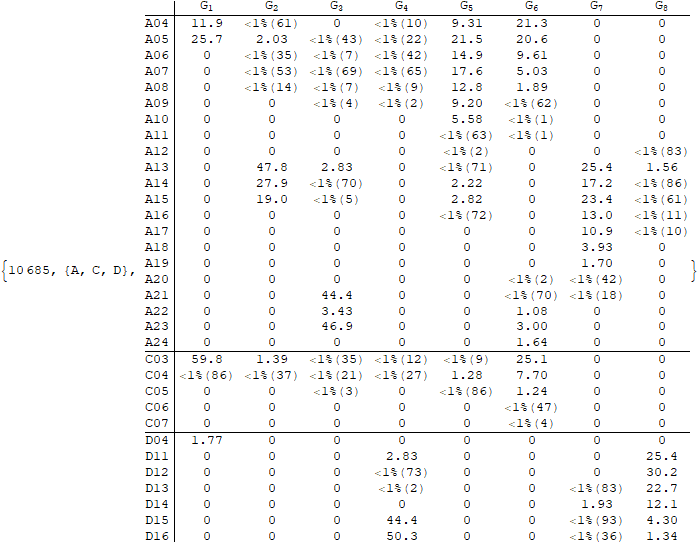 G₁ G₂ G₃ G₄ G₅ G₆ G₇ G₈
A04 11.9 <1%(61) 0 <1%(10) 9.31 21.3 0 0
A05 25.7 2.03 <1%(43) <1%(22) 21.5 20.6 0 0
A06 0 <1%(35) <1%(7) <1%(42) 14.9 9.61 0 0
A07 0 <1%(53) <1%(69) <1%(65) 17.6 5.03 0 0
A08 0 <1%(14) <1%(7) <1%(9) 12.8 1.89 0 0
A09 0 0 <1%(4) <1%(2) 9.20 <1%(62) 0 0
A10 0 0 0 0 5.58 <1%(1) 0 0
A11 0 0 0 0 <1%(63) <1%(1) 0 0
A12 0 0 0 0 <1%(2) 0 0 <1%(83)
A13 0 47.8 2.83 0 <1%(71) 0 25.4 1.56
A14 0 27.9 <1%(70) 0 2.22 0 17.2 <1%(86)
A15 0 19.0 <1%(5) 0 2.82 0 23.4 <1%(61)
A16 0 0 0 0 <1%(72) 0 13.0 <1%(11)
A17 0 0 0 0 0 0 10.9 <1%(10)
A18 0 0 0 0 0 0 3.93 0
A19 0 0 0 0 0 0 1.70 0
{10 685, {A, C, D}, A20 0 0 0 0 0 <1%(2) <1%(42) 0 }
A21 0 0 44.4 0 0 <1%(70) <1%(18) 0
A22 0 0 3.43 0 0 1.08 0 0
A23 0 0 46.9 0 0 3.00 0 0
A24 0 0 0 0 0 1.64 0 0
C03 59.8 1.39 <1%(35) <1%(12) <1%(9) 25.1 0 0
C04 <1%(86) <1%(37) <1%(21) <1%(27) 1.28 7.70 0 0
C05 0 0 <1%(3) 0 <1%(86) 1.24 0 0
C06 0 0 0 0 0 <1%(47) 0 0
C07 0 0 0 0 0 <1%(4) 0 0
D04 1.77 0 0 0 0 0 0 0
D11 0 0 0 2.83 0 0 0 25.4
D12 0 0 0 <1%(73) 0 0 0 30.2
D13 0 0 0 <1%(2) 0 0 <1%(83) 22.7
D14 0 0 0 0 0 0 1.93 12.1
D15 0 0 0 44.4 0 0 <1%(93) 4.30
D16 0 0 0 50.3 0 0 <1%(36) 1.34